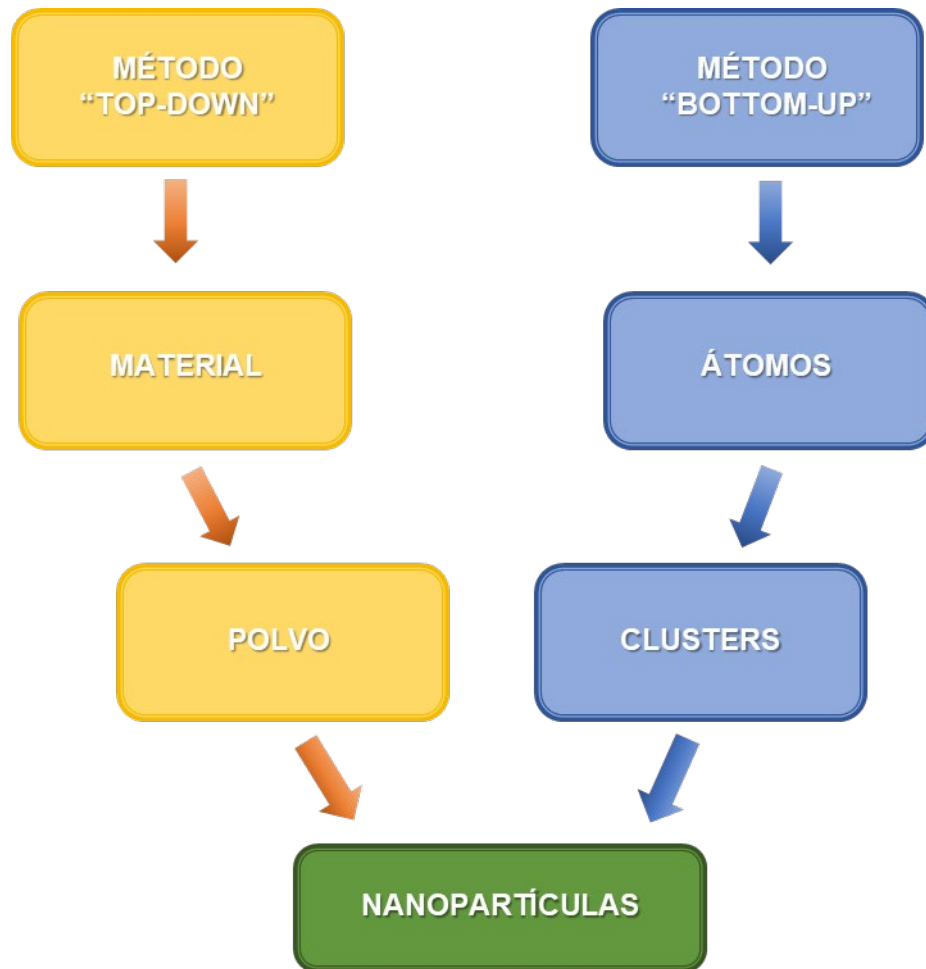 MÉTODO
“TOP-DOWN”
MÉTODO
“BOTTOM-UP”
MATERIAL
ÁTOMOS
POLVO
CLUSTERS
NANOPARTÍCULAS